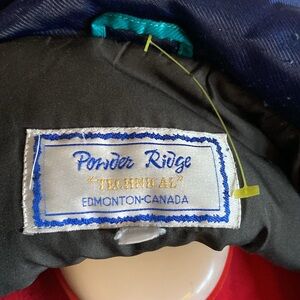 Powder Ridge
"TECHNICAL"
EDMONTON-CANADA